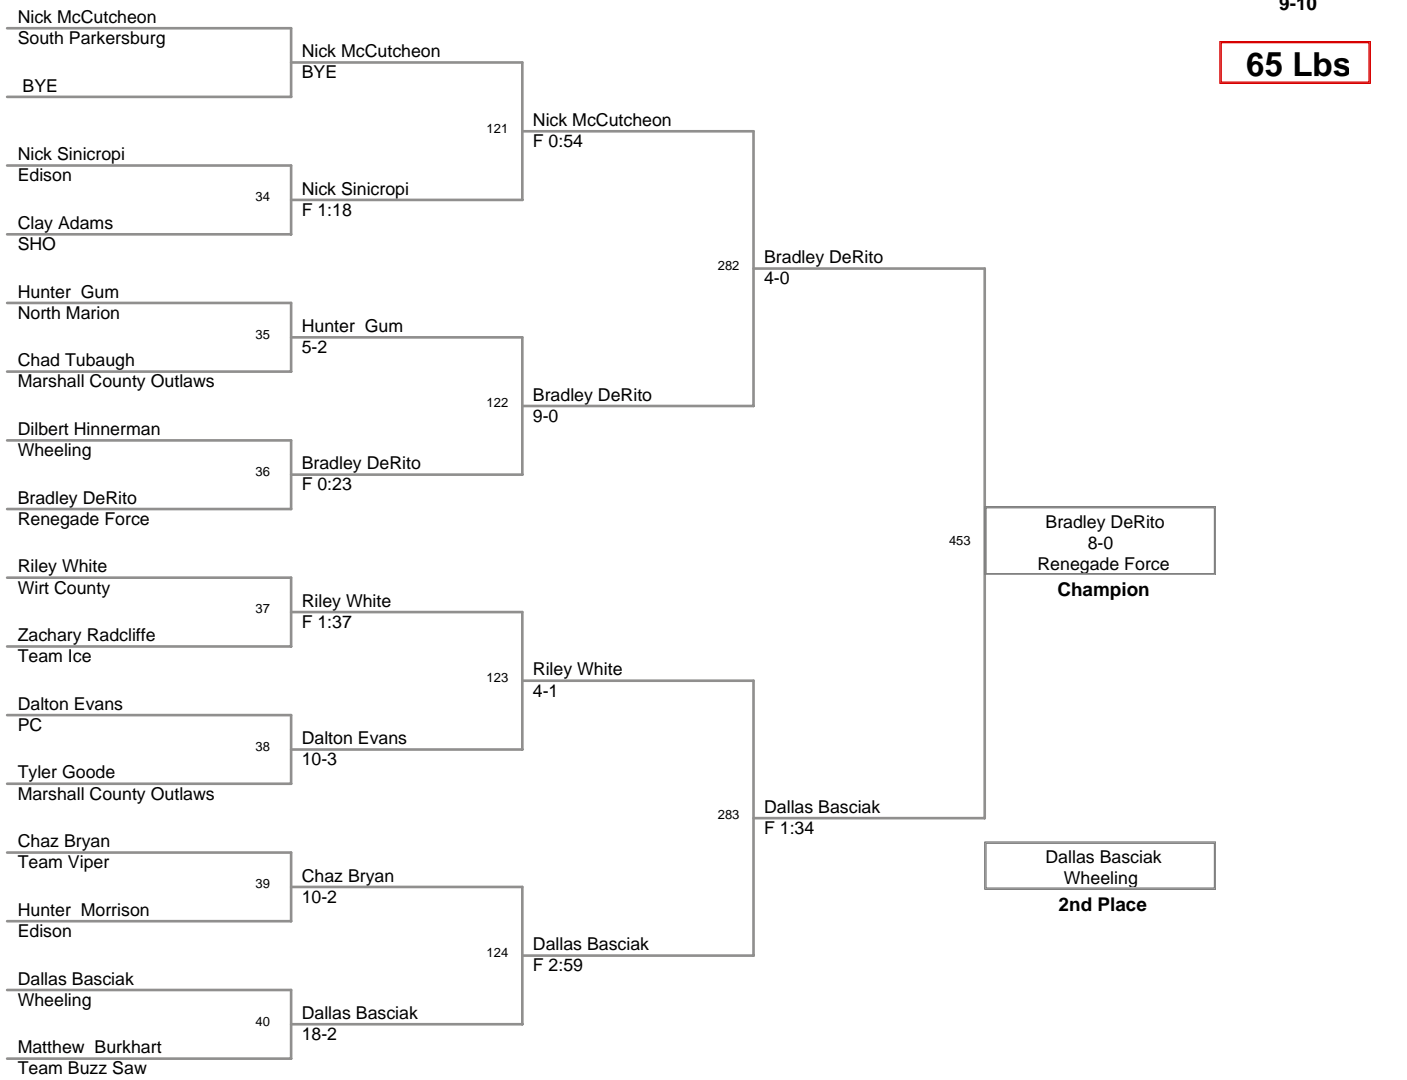 9-10
65 Lbs
Nick McCutcheon
South Parkersburg
BYE
Nick Sinicropi
Edison
34
Clay Adams
SHO
Hunter  Gum
North Marion
35
Chad Tubaugh
Marshall County Outlaws
Dilbert Hinnerman
Wheeling
36
Bradley DeRito
Renegade Force
Riley White
Wirt County
37
Zachary Radcliffe
Team Ice
Dalton Evans
PC
38
Tyler Goode
Marshall County Outlaws
Chaz Bryan
Team Viper
39
Hunter  Morrison
Edison
Dallas Basciak
Wheeling
40
Matthew  Burkhart
Team Buzz Saw
Nick McCutcheon
BYE
121
Nick Sinicropi
F 1:18
Hunter  Gum
5-2
122
Bradley DeRito
F 0:23
Riley White
F 1:37
123
Dalton Evans
10-3
Chaz Bryan
10-2
124
Dallas Basciak
18-2
Nick McCutcheon
F 0:54
282
Bradley DeRito
9-0
Riley White
4-1
283
Dallas Basciak
F 2:59
Bradley DeRito
4-0
453
Dallas Basciak
F 1:34
Bradley DeRito
8-0
Renegade Force
Champion
Dallas Basciak
Wheeling
2nd Place